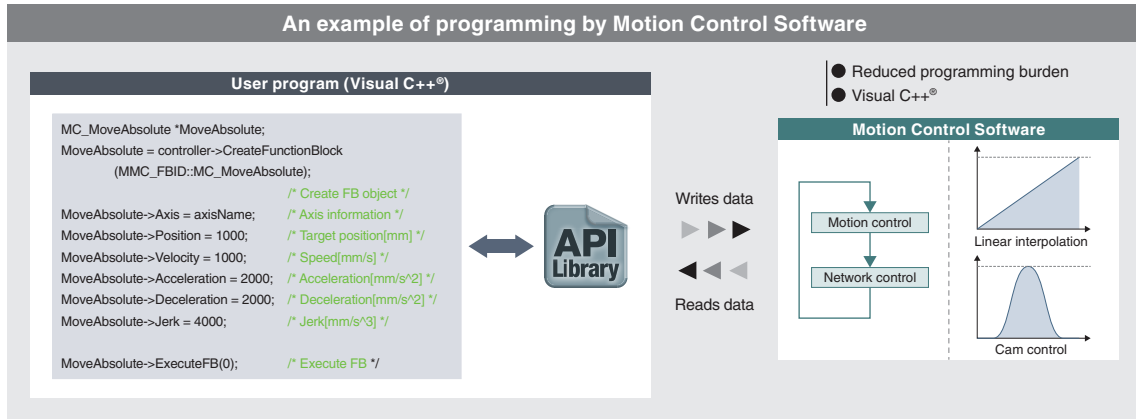 An example of programming by Motion Control Software
User program (Visual C++®)
MC_MoveAbsolute *MoveAbsolute;
MoveAbsolute = controller->CreateFunctionBlock
(MMC_FBID::MC_MoveAbsolute);
/* Create FB object */
MoveAbsolute->Axis = axisName; /* Axis information */
MoveAbsolute->Position = 1000; /* Target position[mm] */
MoveAbsolute->Velocity = 1000; /* Speed[mm/s] */
MoveAbsolute->Acceleration = 2000; /* Acceleration[mm/s^2] */
MoveAbsolute->Deceleration = 2000; /* Deceleration[mm/s^2] */
MoveAbsolute->Jerk = 4000; /* Jerk[mm/s^3] */
MoveAbsolute->ExecuteFB(0); /* Execute FB */
API
Library
Writes data
Reads data
● Reduced programming burden
● Visual C++®
Motion Control Software
Motion control
Network control
Linear interpolation
Cam control